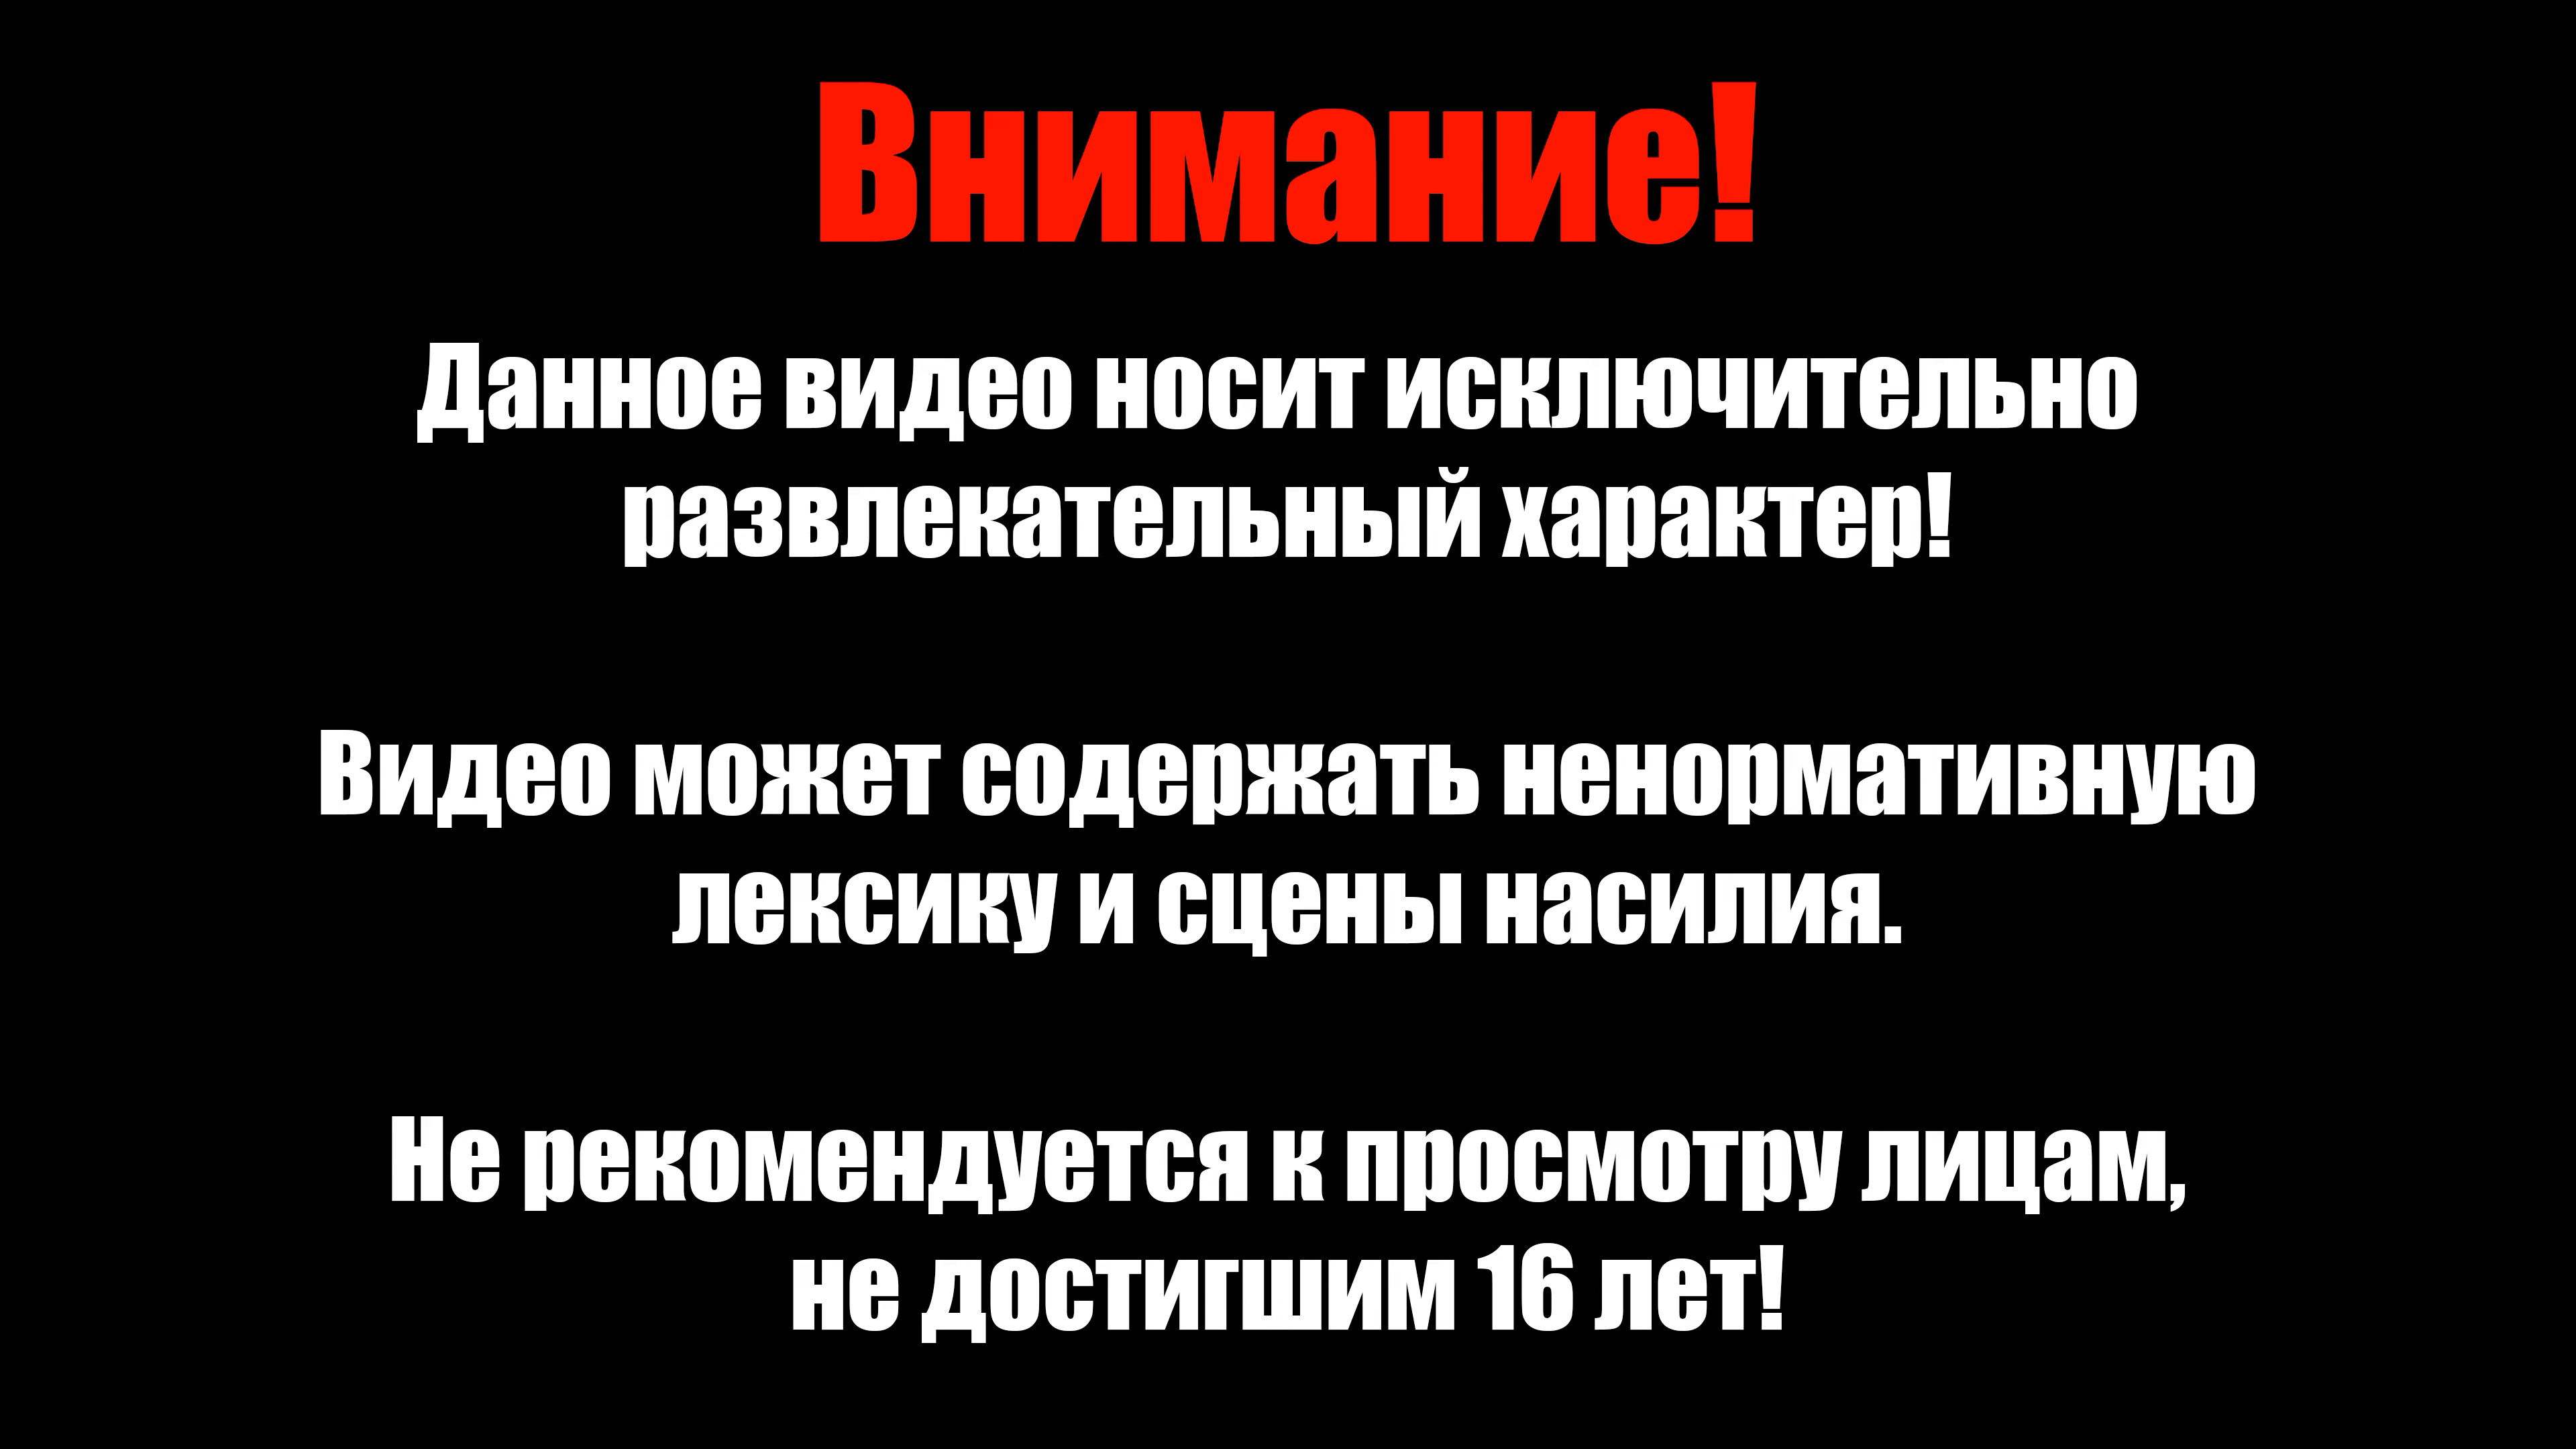 Внимание!
Данное видео носит исключительно
развлекательный характер!
Видео может содержать ненормативную
лексику и сцены насилия.
Не рекомендуется к просмотру лицам,
не достигшим 16 лет!